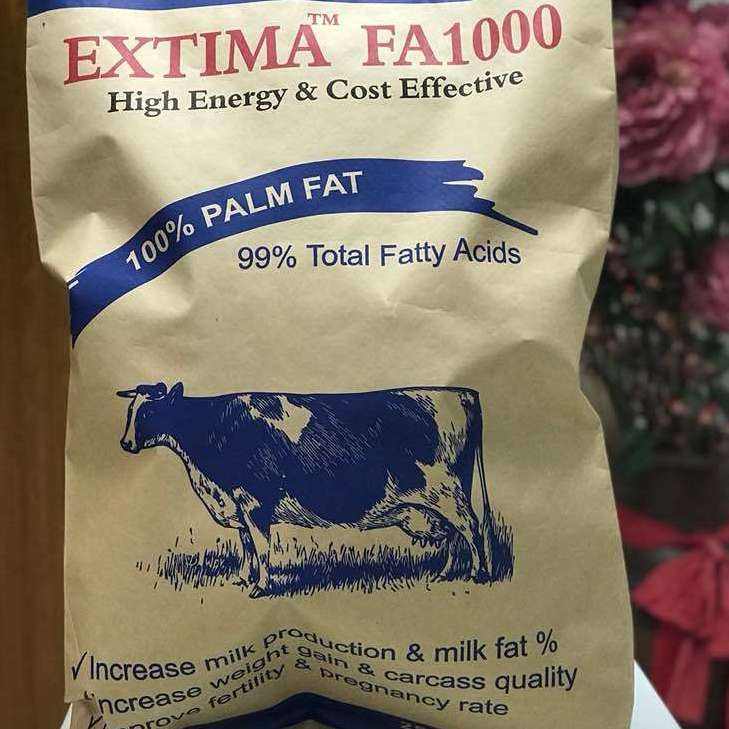 EXTIMA™ FA1000
High Energy & Cost Effective
100% PALM FAT
99% Total Fatty Acids
✓Increase milk production & milk fat %
Increase weight gain & carcass quality
fertility & pregnancy rate